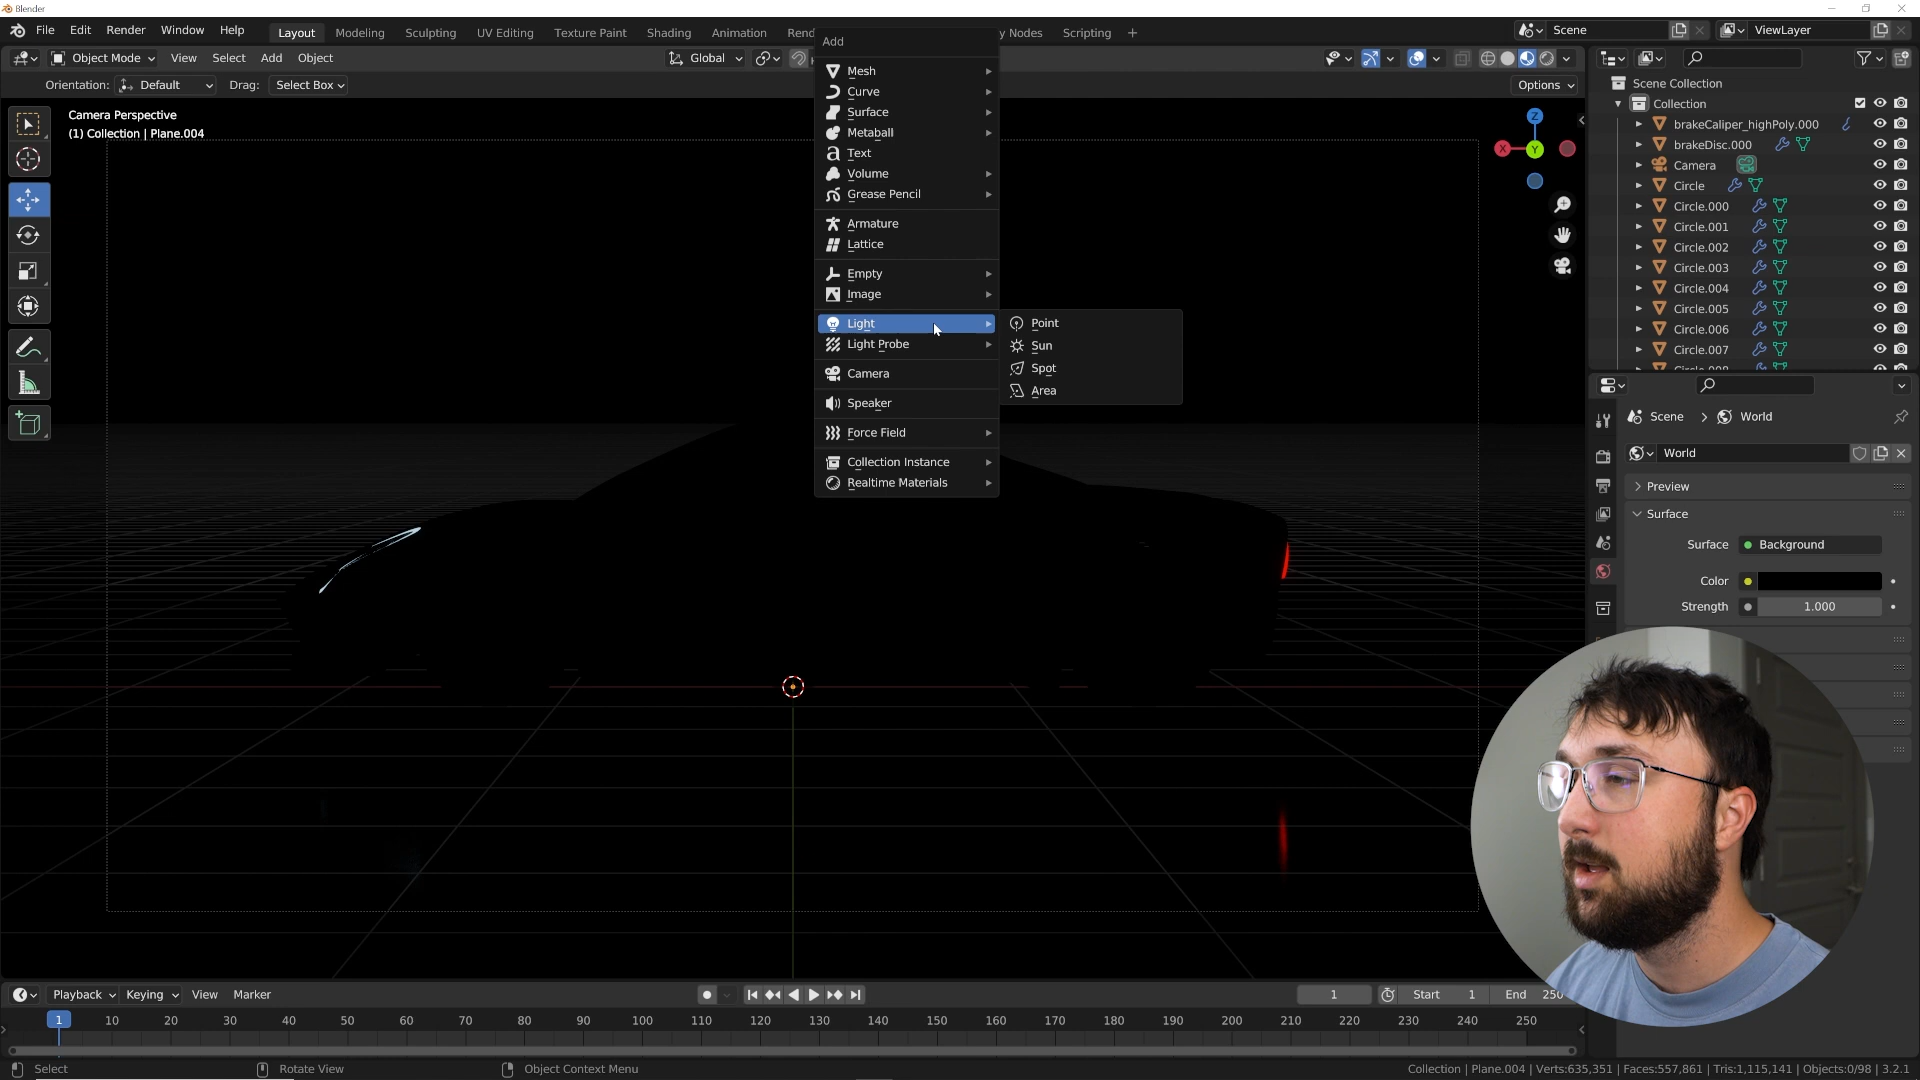 Blender
File Edit Render Window Help Layout Modeling Sculpting UV Editing Texture Paint Shading Animation y Nodes Scripting + Scene ViewLayer
Object Mode View Select Add Object Global
Orientation: Default Drag: Select Box Options
Camera Perspective
(1) Collection | Plane.004
Add
Mesh
Curve
Surface
Metaball
Text
Volume
Grease Pencil
Armature
Lattice
Empty
Image
Light
Light Probe
Camera
Speaker
Force Field
Collection Instance
Realtime Materials
Point
Sun
Spot
Area
Z
X
Y
Scene Collection
Collection
brakeCaliper_highPoly.000
brakeDisc.000
Camera
Circle
Circle.000
Circle.001
Circle.002
Circle.003
Circle.004
Circle.005
Circle.006
Circle.007
Scene > World
World
Preview
Surface
Surface Background
Color
Strength 1.000
Playback Keying View Marker 1 Start 1 End 250
1 10 20 30 40 50 60 70 80 90 100 110 120 130 140 150 160 170 180 190 200 210 220 230 240 250
Select Rotate View Object Context Menu Collection | Plane.004 | Verts:635,351 | Faces:557,861 | Tris:1,115,141 | Objects:0/98 | 3.2.1